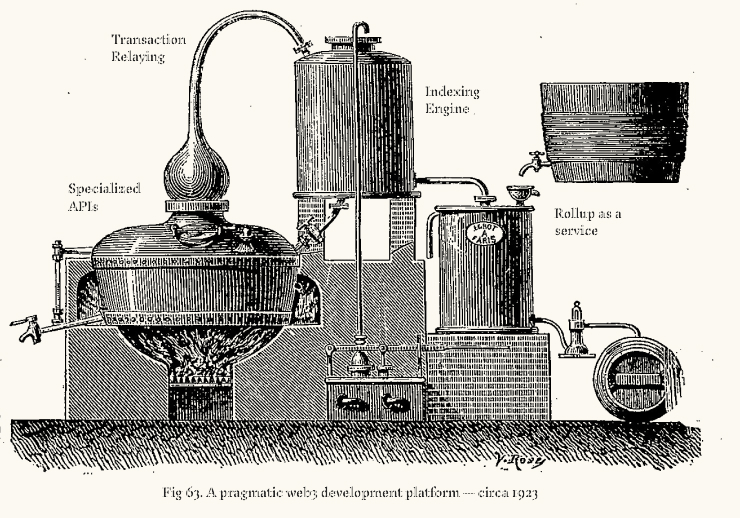 Transaction
Relaying
Indexing
Engine
Specialized
APIs
Rollup as a
service
EGROT
A
PARIS
Fig 63. A pragmatic web3 development platform — circa 1923